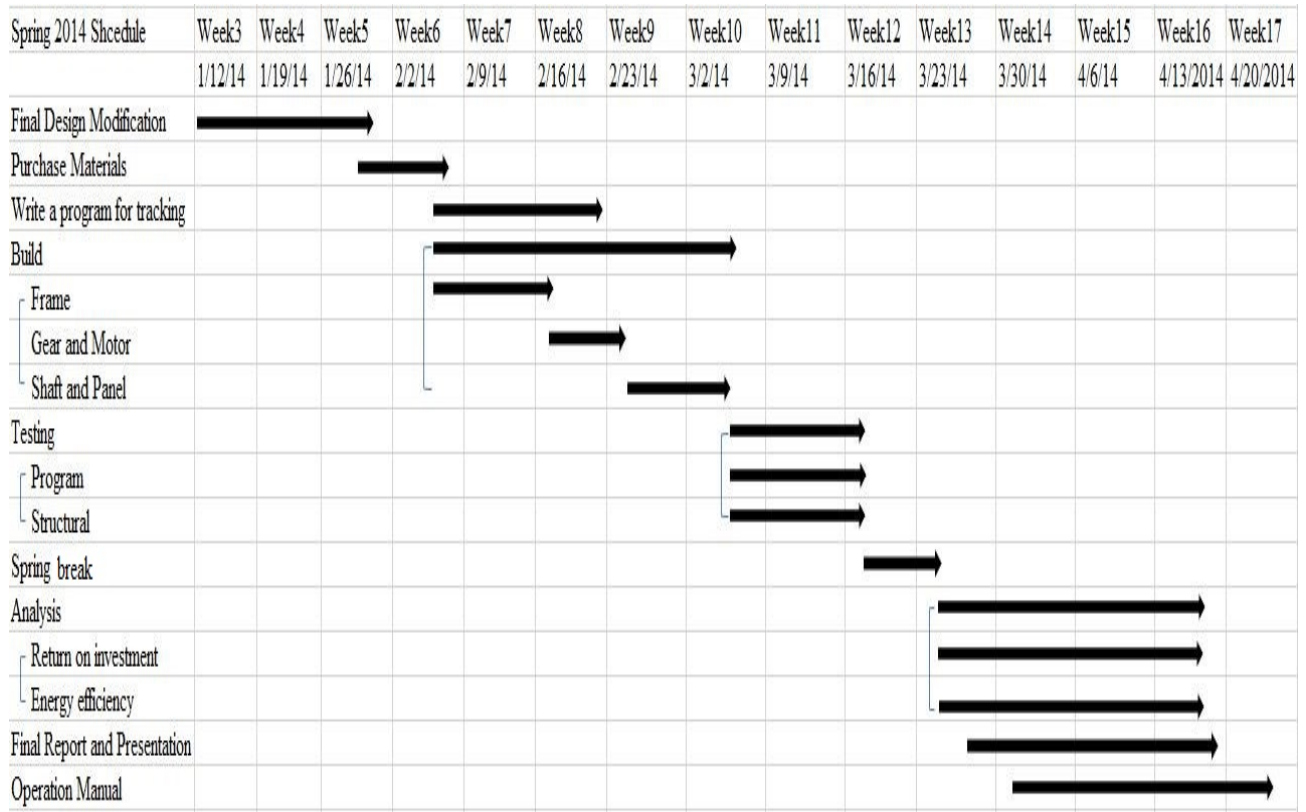 Spring 2014 Shcedule Week3 Week4 Week5 Week6 Week7 Week8 Week9 Week10 Week11 Week12 Week13 Week14 Week15 Week16 Week17
1/12/14 1/19/14 1/26/14 2/2/14 2/9/14 2/16/14 2/23/14 3/2/14 3/9/14 3/16/14 3/23/14 3/30/14 4/6/14 4/13/2014 4/20/2014
Final Design Modification
Purchase Materials
Write a program for tracking
Build
Frame
Gear and Motor
Shaft and Panel
Testing
Program
Structural
Spring break
Analysis
Return on investment
Energy efficiency
Final Report and Presentation
Operation Manual